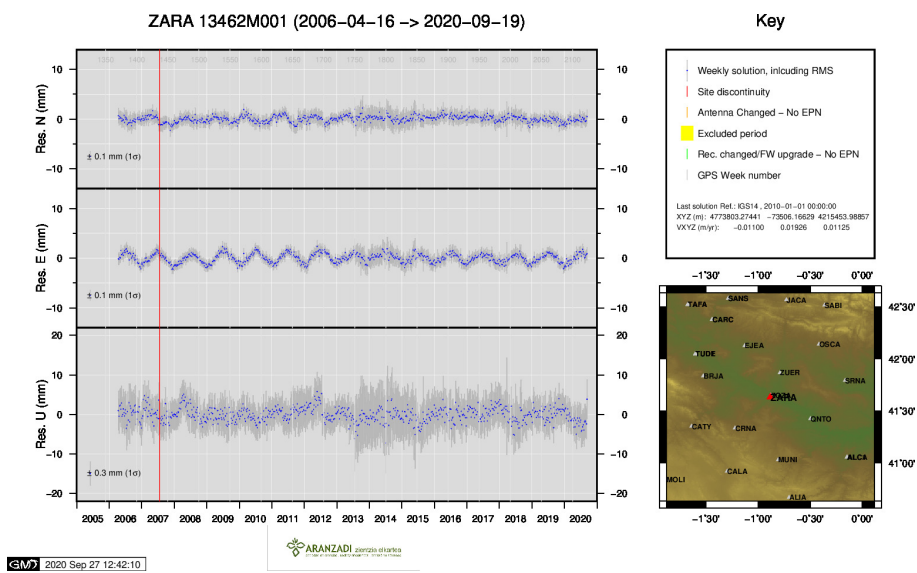 ZARA 13462M001 (2006−04−16 −> 2020−09−19)
Key
1350 1400 1450 1500 1550 1600 1650 1700 1750 1800 1850 1900 1950 2000 2050 2100
Res. N (mm)
10 10
0 0
−10 −10
± 0.1 mm (1σ)
Res. E (mm)
10 10
0 0
−10 −10
± 0.1 mm (1σ)
Res. U (mm)
20 20
10 10
0 0
−10 −10
−20 −20
± 0.3 mm (1σ)
2005 2006 2007 2008 2009 2010 2011 2012 2013 2014 2015 2016 2017 2018 2019 2020
Weekly solution, inlcuding RMS
Site discontinuity
Antenna Changed − No EPN
Excluded period
Rec. changed/FW upgrade − No EPN
GPS Week number
Last solution Ref.: IGS14 , 2010−01−01 00:00:00
XYZ (m): 4773803.27441 −73506.16629 4215453.98857
VXYZ (m/yr): −0.01100 0.01926 0.01125
−1˚30' −1˚00' −0˚30' 0˚00'
TAFA SANS JACA SABI
42˚30'
CARC
EJEA OSCA
TUDE
42˚00'
BRJA ZUER SRNA
ZARA
41˚30'
CATY CRNA QNTO
MUNI ALCA
41˚00'
CALA
MOLI
ALIA
−1˚30' −1˚00' −0˚30' 0˚00'
ARANZADI zientzia elkartea
GMT 2020 Sep 27 12:42:10